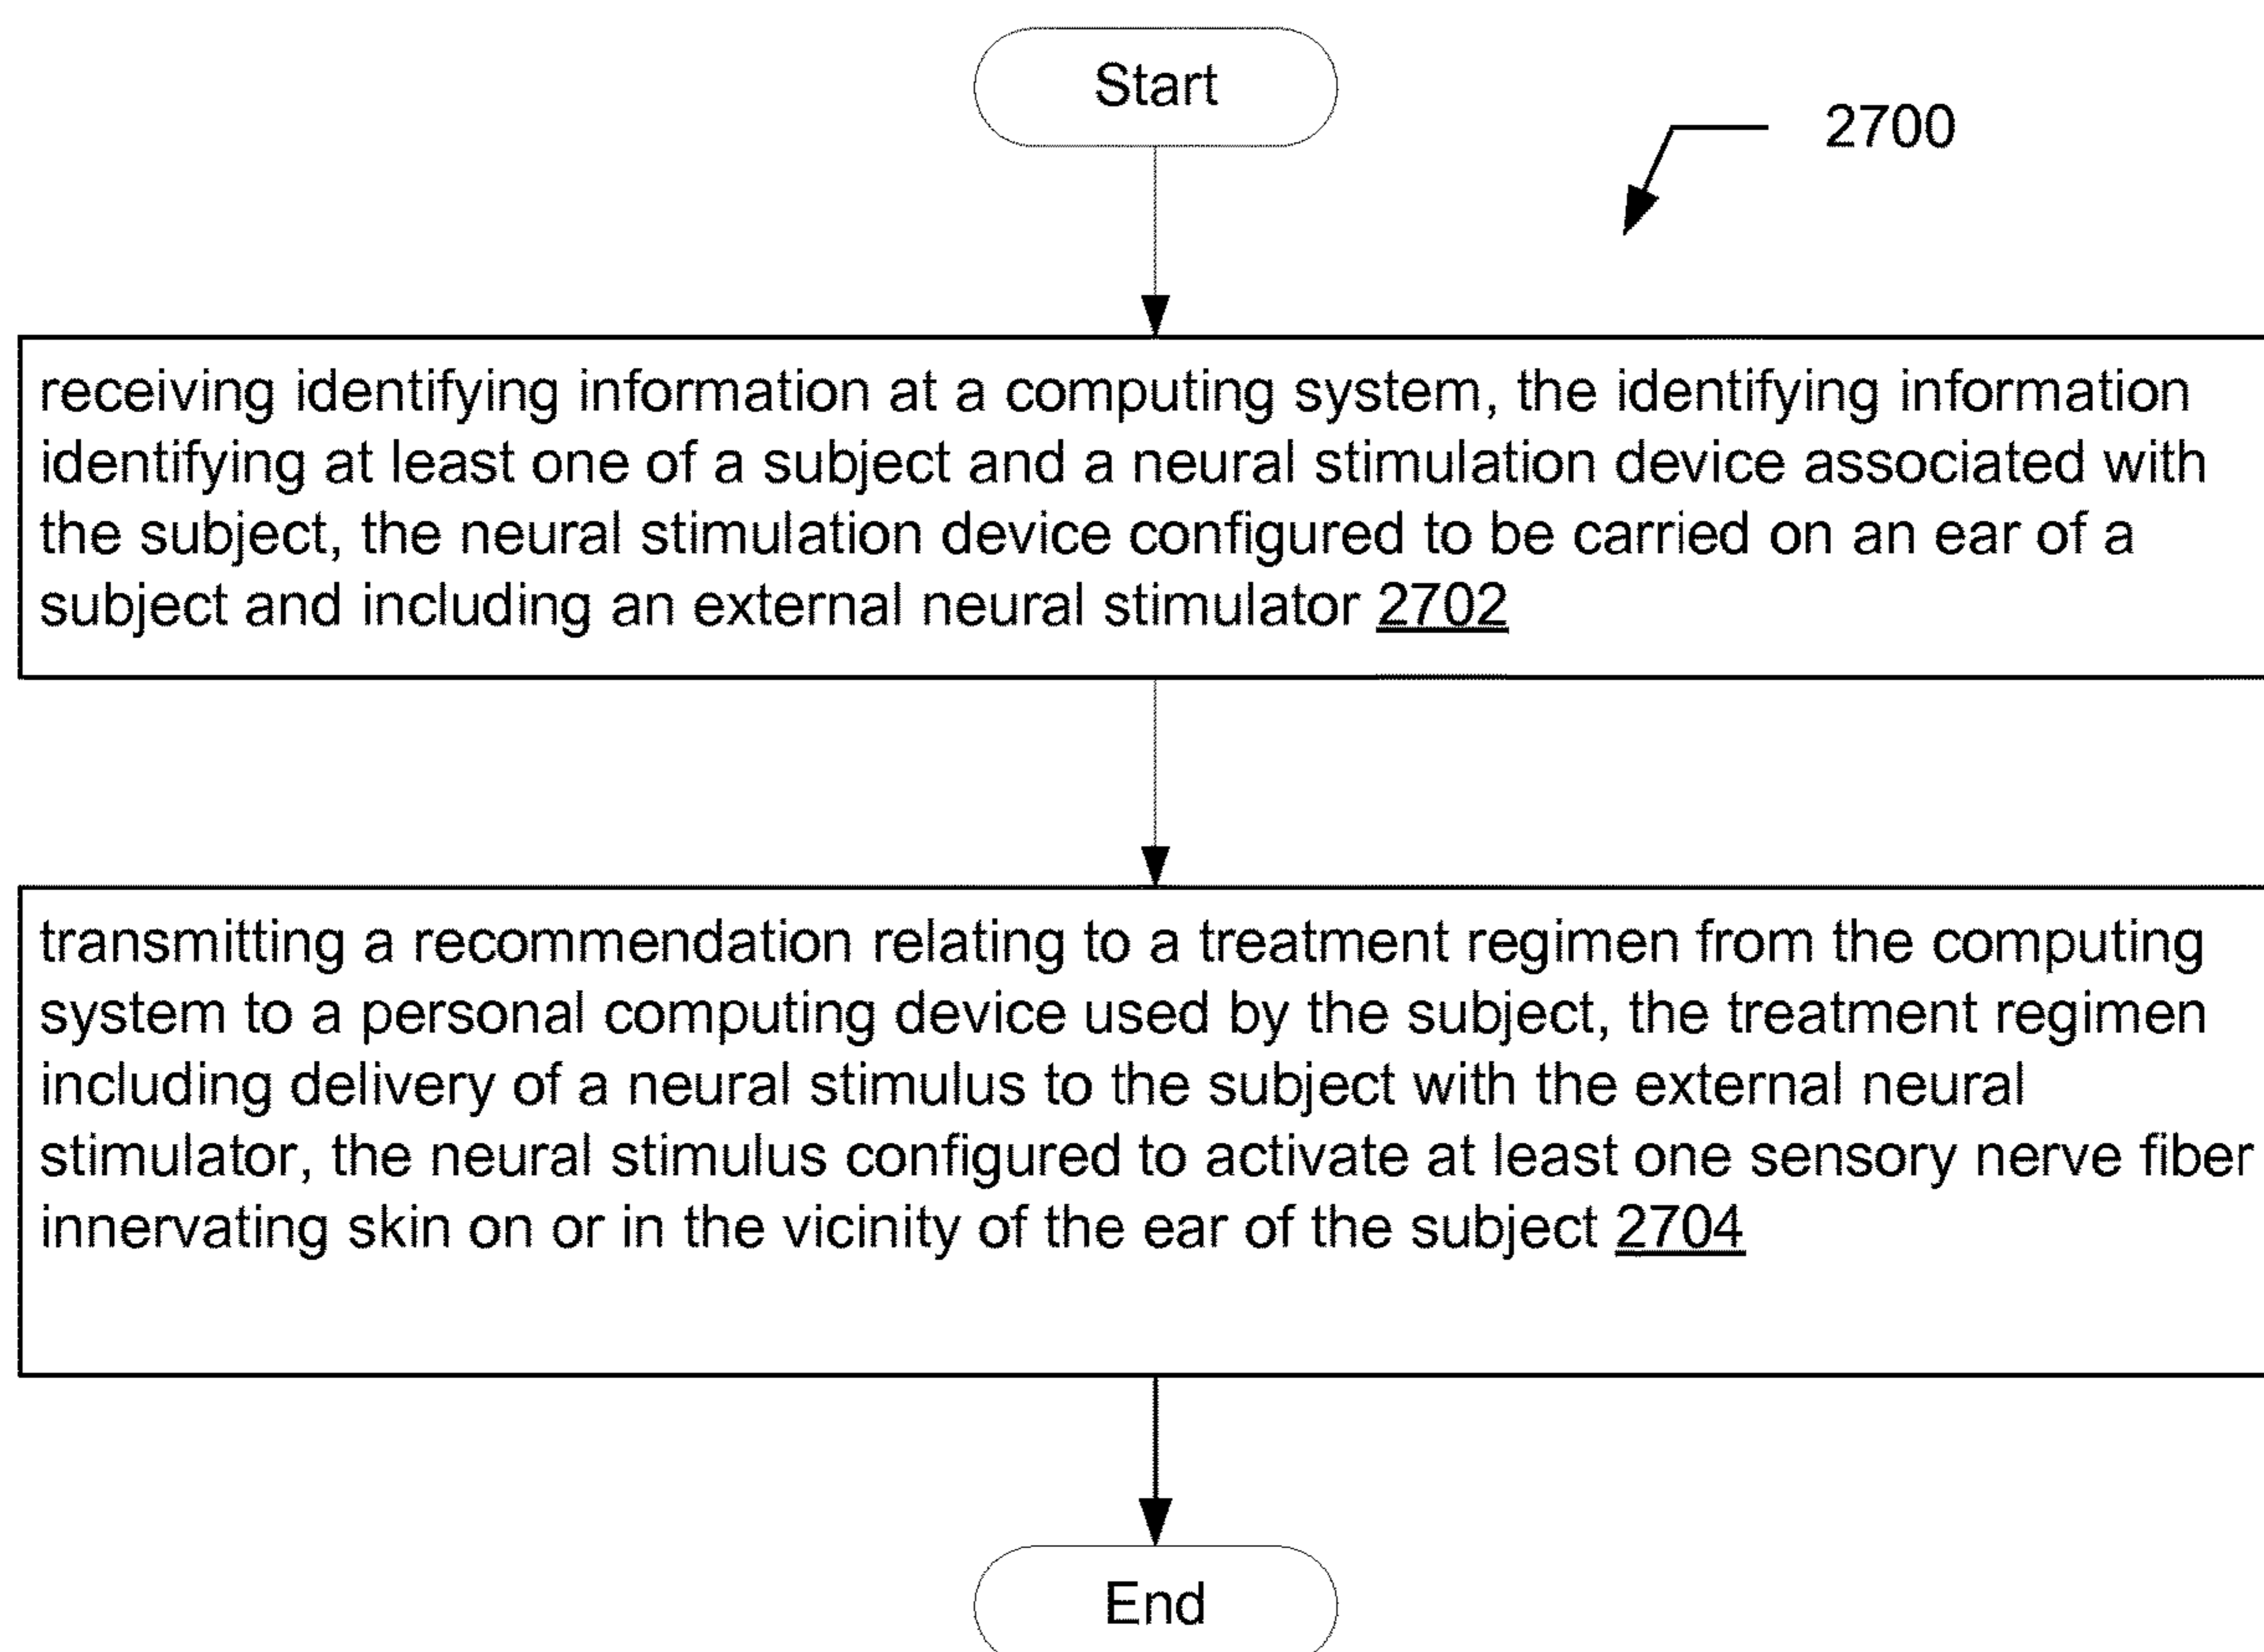 Start
2700
receiving identifying information at a computing system, the identifying information
identifying at least one of a subject and a neural stimulation device associated with
the subject, the neural stimulation device configured to be carried on an ear of a
subject and including an external neural stimulator 2702
transmitting a recommendation relating to a treatment regimen from the computing
system to a personal computing device used by the subject, the treatment regimen
including delivery of a neural stimulus to the subject with the external neural
stimulator, the neural stimulus configured to activate at least one sensory nerve fiber
innervating skin on or in the vicinity of the ear of the subject 2704
End